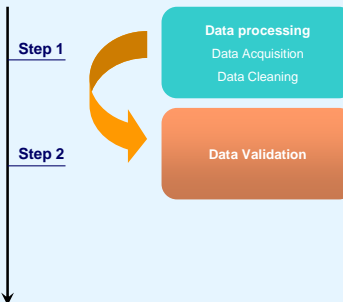 Step 1
Data processing
Data Acquisition
Data Cleaning
Step 2
Data Validation